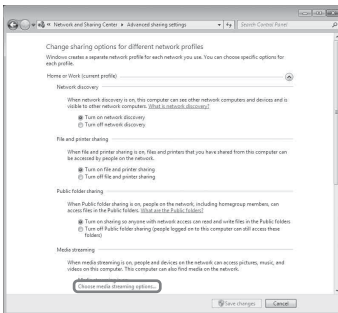 « Network and Sharing Center ▸ Advanced sharing settings
Search Control Panel
Change sharing options for different network profiles
Windows creates a separate network profile for each network you use. You can choose specific options for
each profile.
Home or Work (current profile)
Network discovery
When network discovery is on, this computer can see other network computers and devices and is
visible to other network computers. What is network discovery?
Turn on network discovery
Turn off network discovery
File and printer sharing
When file and printer sharing is on, files and printers that you have shared from this computer can
be accessed by people on the network.
Turn on file and printer sharing
Turn off file and printer sharing
Public folder sharing
When Public folder sharing is on, people on the network, including homegroup members, can
access files in the Public folders. What are the Public folders?
Turn on sharing so anyone with network access can read and write files in the Public folders
Turn off Public folder sharing (people logged on to this computer can still access these
folders)
Media streaming
When media streaming is on, people and devices on the network can access pictures, music, and
videos on this computer. This computer can also find media on the network.
Choose media streaming options...
Save changes
Cancel